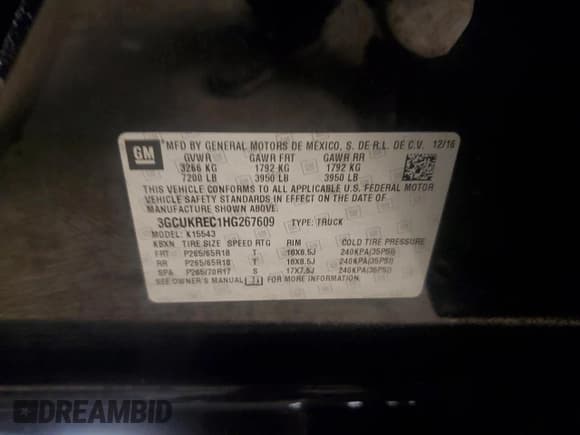 GM
MFD BY GENERAL MOTORS DE MEXICO, S. DE R.L. DE C.V. 12/16
GVWR GAWR FRT GAWR RR
3266 KG 1792 KG 1792 KG
7200 LB 3950 LB 3950 LB
THIS VEHICLE CONFORMS TO ALL APPLICABLE U.S. FEDERAL MOTOR
VEHICLE SAFETY STANDARDS IN EFFECT ON THE DATE OF
MANUFACTURE SHOWN ABOVE.
3GCUKREC1HG267609 TYPE: TRUCK
MODEL: K15543
KBXN TIRE SIZE SPEED RTG RIM COLD TIRE PRESSURE
FRT P265/65R18 T 18X8.5J 240KPA(35PSI)
RR P265/65R18 T 18X8.5J 240KPA(35PSI)
SPA P265/70R17 S 17X7.5J 240KPA(35PSI)
SEE OWNER'S MANUAL FOR MORE INFORMATION.
DREAMBID